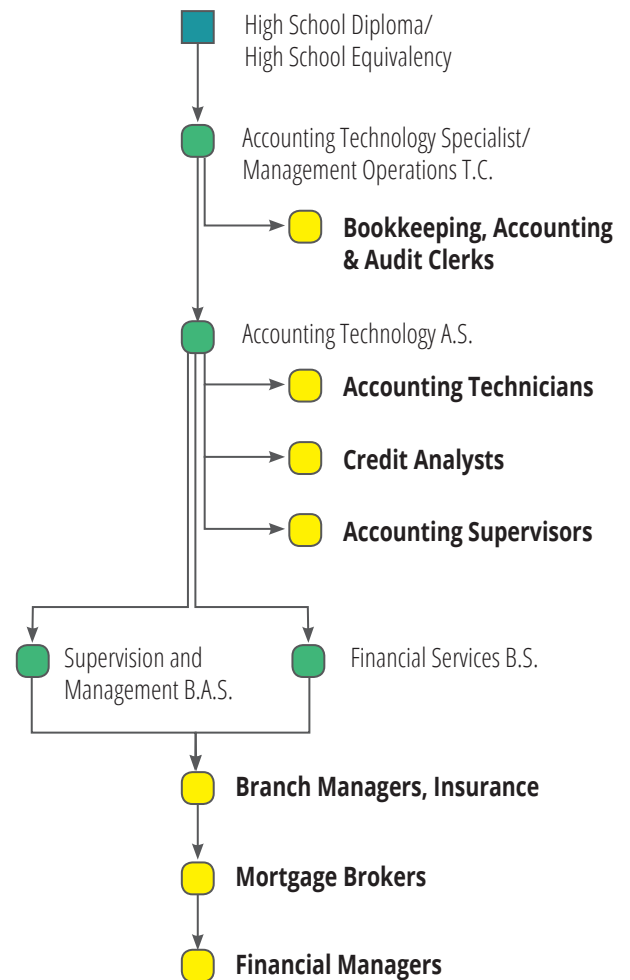 High School Diploma/
High School Equivalency
Accounting Technology Specialist/
Management Operations T.C.
Bookkeeping, Accounting
& Audit Clerks
Accounting Technology A.S.
Accounting Technicians
Credit Analysts
Accounting Supervisors
Supervision and
Management B.A.S.
Financial Services B.S.
Branch Managers, Insurance
Mortgage Brokers
Financial Managers